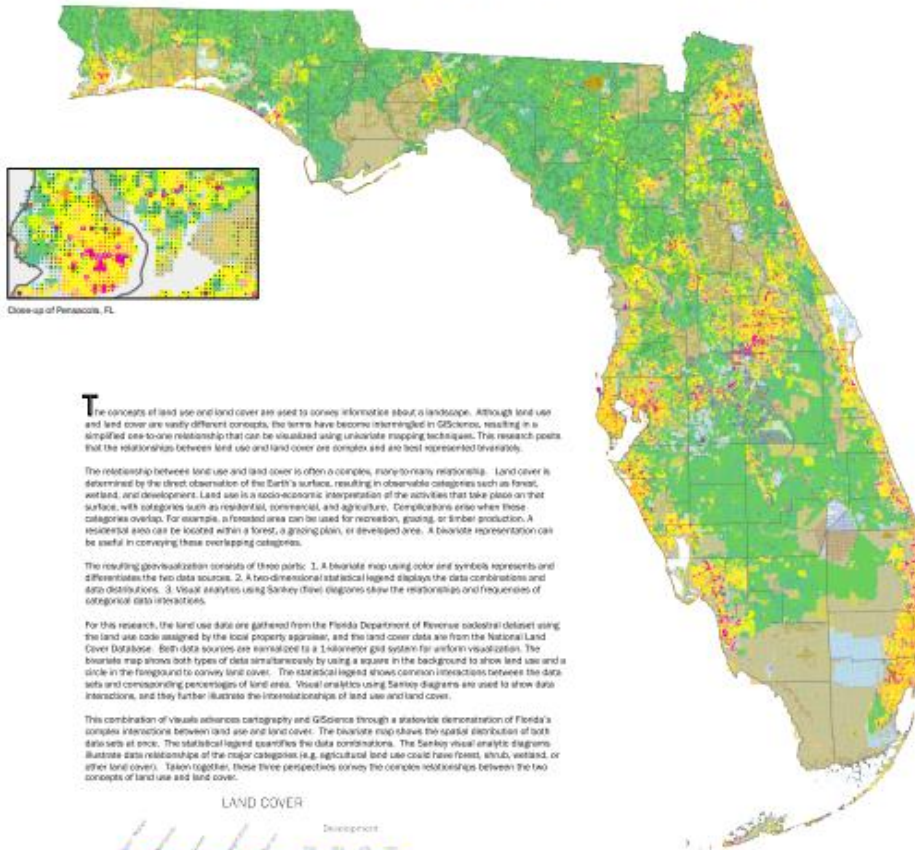 Close-up of Pensacola, FL
The concepts of land use and land cover are used to convey information about a landscape. Although land use
and land cover are vastly different concepts, the terms have become intermingled in GIScience, resulting in a
simplified one-to-one relationship that can be visualized using univariate mapping techniques. This research posits
that the relationships between land use and land cover are complex and are best represented bivariately.
The relationship between land use and land cover is often a complex, many-to-many relationship. Land cover is
determined by the direct observation of the Earth's surface, resulting in observable categories such as forest,
wetland, and development. Land use is a socio-economic interpretation of the activities that take place on that
surface, with categories such as residential, commercial, and agriculture. Complications arise when these
categories overlap. For example, a forested area can be used for recreation, grazing, or timber production. A
residential area can be located within a forest, a grazing plain, or developed area. A bivariate representation can
be useful in conveying these overlapping categories.
The resulting geovisualization consists of three parts: 1. A bivariate map using color and symbols represents and
differentiates the two data sources. 2. A two-dimensional statistical legend displays the data combinations and
data distributions. 3. Visual analytics using Sankey (flow) diagrams show the relationships and frequencies of
categorical data interactions.
For this research, the land use data are gathered from the Florida Department of Revenue cadastral dataset using
the land use code assigned by the local property appraiser, and the land cover data are from the National Land
Cover Database. Both data sources are normalized to a 1-kilometer grid system for uniform visualization. The
bivariate map shows both types of data simultaneously by using a square in the background to show land use and a
circle in the foreground to convey land cover. The statistical legend shows common interactions between the data
sets and corresponding percentages of land area. Visual analytics using Sankey diagrams are used to show data
interactions, and they further illustrate the interrelationships of land use and land cover.
This combination of visuals advances cartography and GIScience through a statewide demonstration of Florida's
complex interactions between land use and land cover. The bivariate map shows the spatial distribution of both
data sets at once. The statistical legend quantifies the data combinations. The Sankey visual analytic diagrams
illustrate data relationships of the major categories (e.g. agricultural land use could have forest, shrub, wetland, or
other land cover). Taken together, these three perspectives convey the complex relationships between the two
concepts of land use and land cover.
LAND COVER
Development